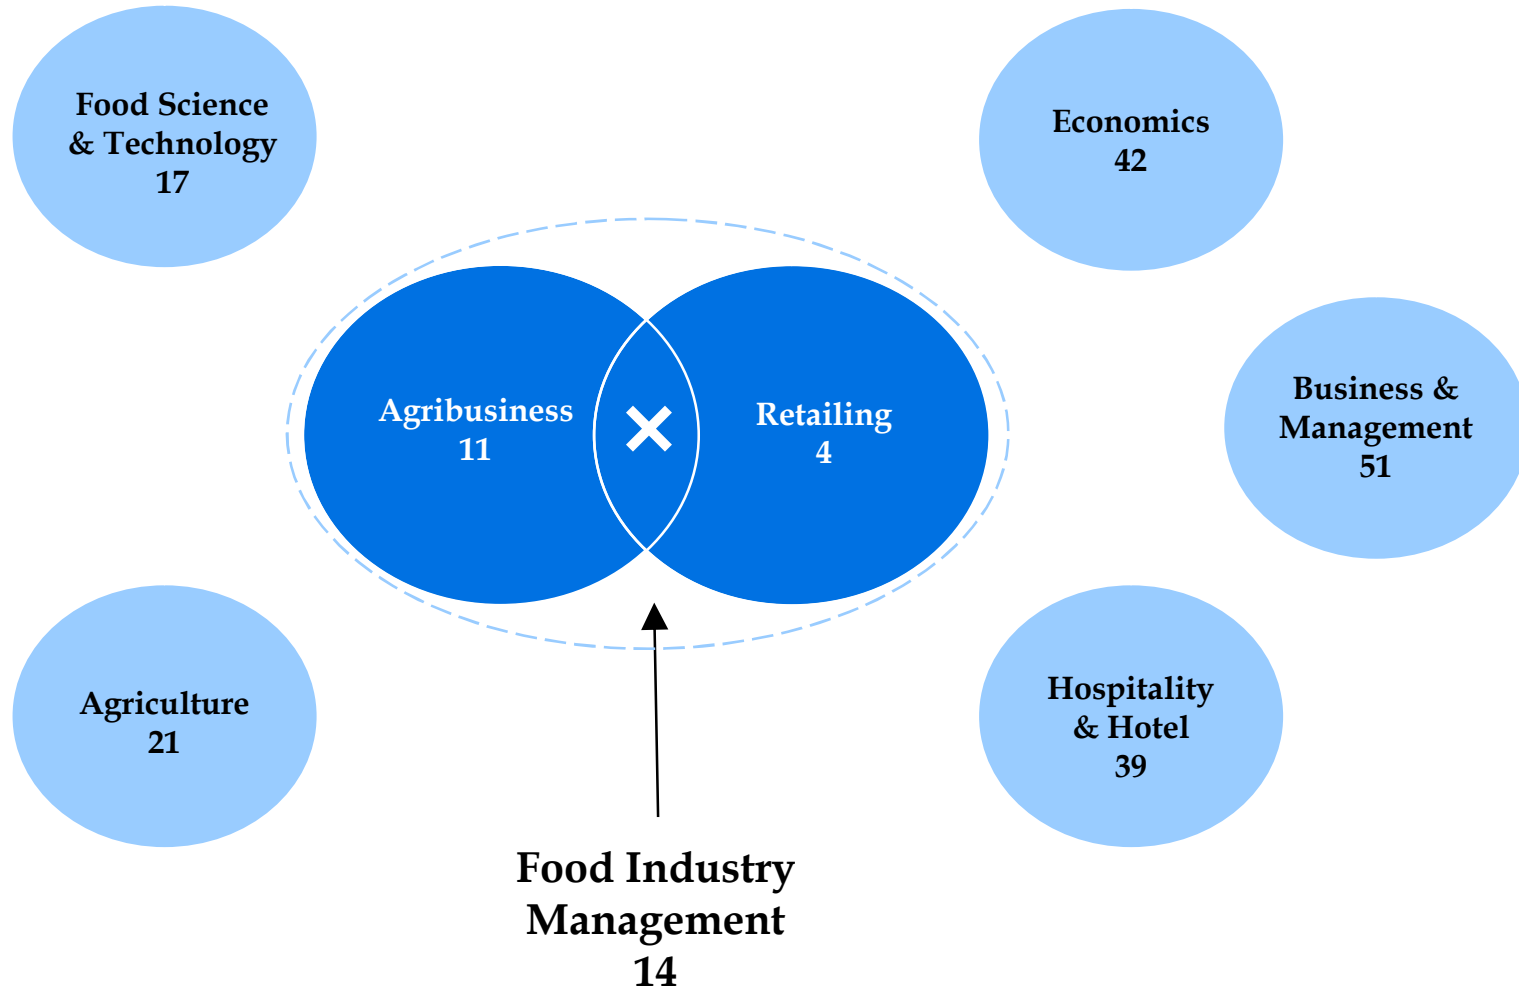 Food Science
& Technology
17
Economics
42
Agribusiness
11
Retailing
4
Business &
Management
51
Agriculture
21
Hospitality
& Hotel
39
Food Industry
Management
14